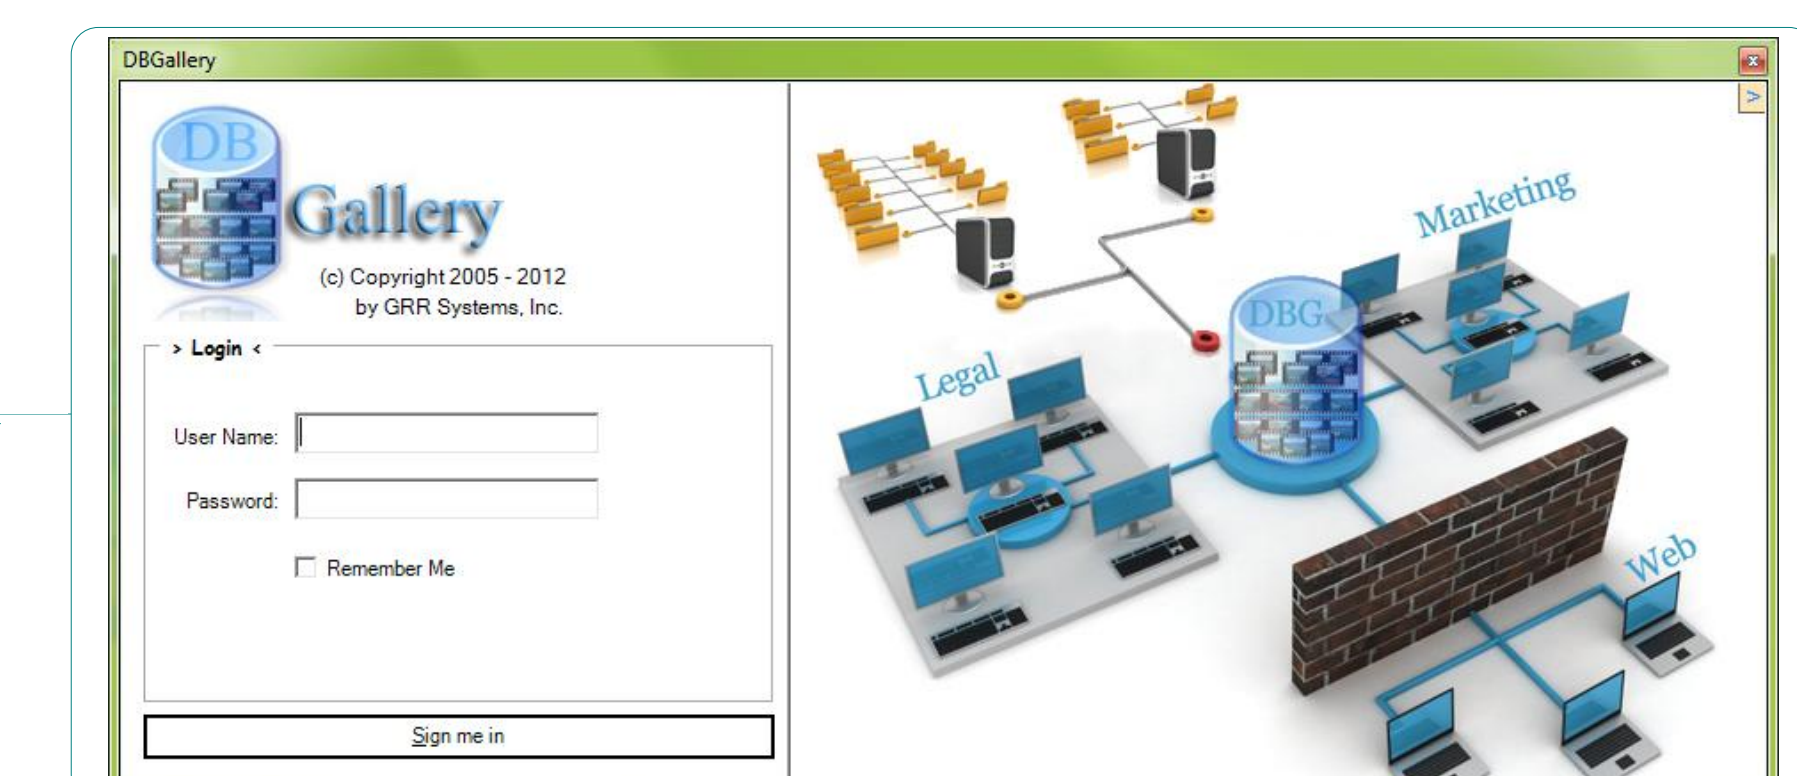 DBGallery
DB
Gallery
(c) Copyright 2005 - 2012
by GRR Systems, Inc.
> Login <
User Name:
Password:
Remember Me
Sign me in
>
Marketing
DBG
Legal
Web